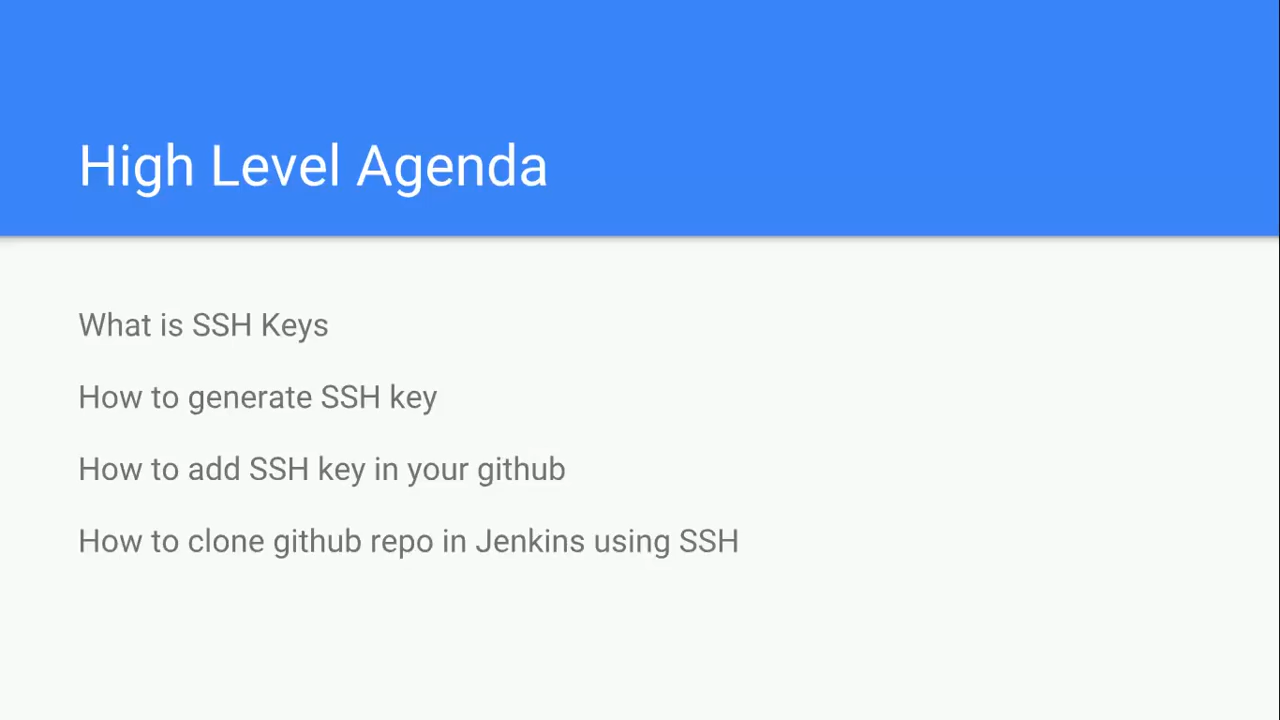 High Level Agenda
What is SSH Keys
How to generate SSH key
How to add SSH key in your github
How to clone github repo in Jenkins using SSH